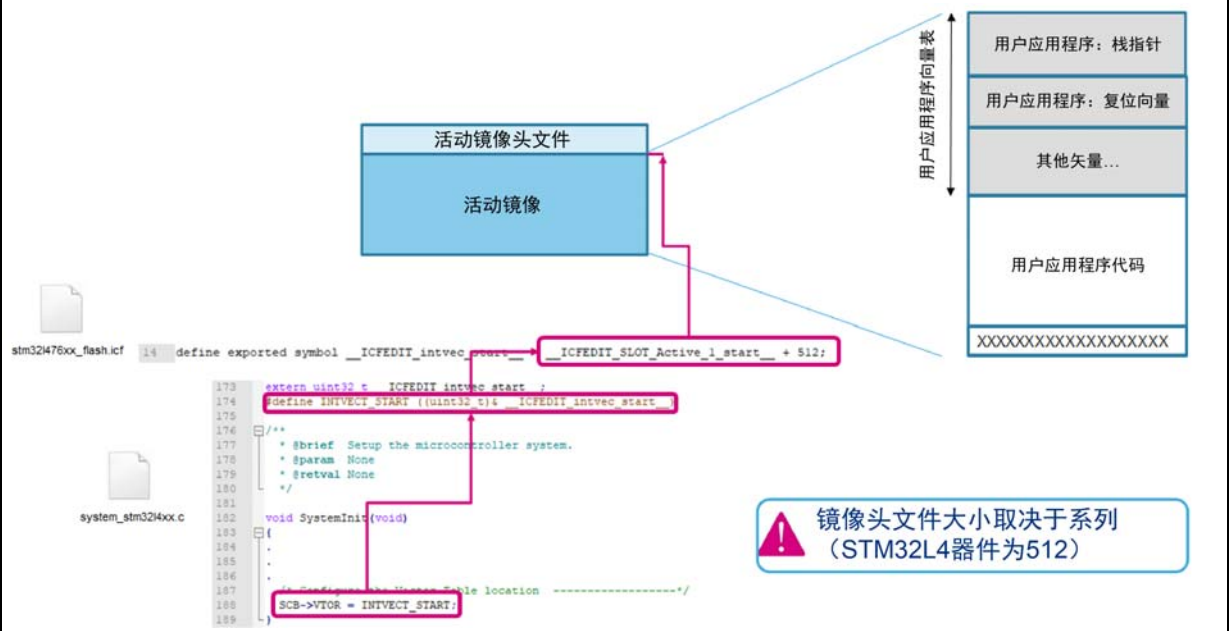 用户应用程序向量表
用户应用程序：栈指针
用户应用程序：复位向量
其他矢量...
用户应用程序代码
XXXXXXXXXXXXXXXXXXX
活动镜像头文件
活动镜像
stm32l476xx_flash.icf
14 define exported symbol __ICFEDIT_intvec_start__ = __ICFEDIT_SLOT_Active_1_start__ + 512;
system_stm32l4xx.c
173 extern uint32_t __ICFEDIT_intvec_start__;
174 #define INTVECT_START ((uint32_t)& __ICFEDIT_intvec_start__)
175
176 /**
177 * @brief Setup the microcontroller system.
178 * @param None
179 * @retval None
180 */
181
182 void SystemInit(void)
183 {
184 .
185 .
186 .
187 /* Configure the Vector Table location -------------------*/
188 SCB->VTOR = INTVECT_START;
189 }
镜像头文件大小取决于系列
（STM32L4器件为512）